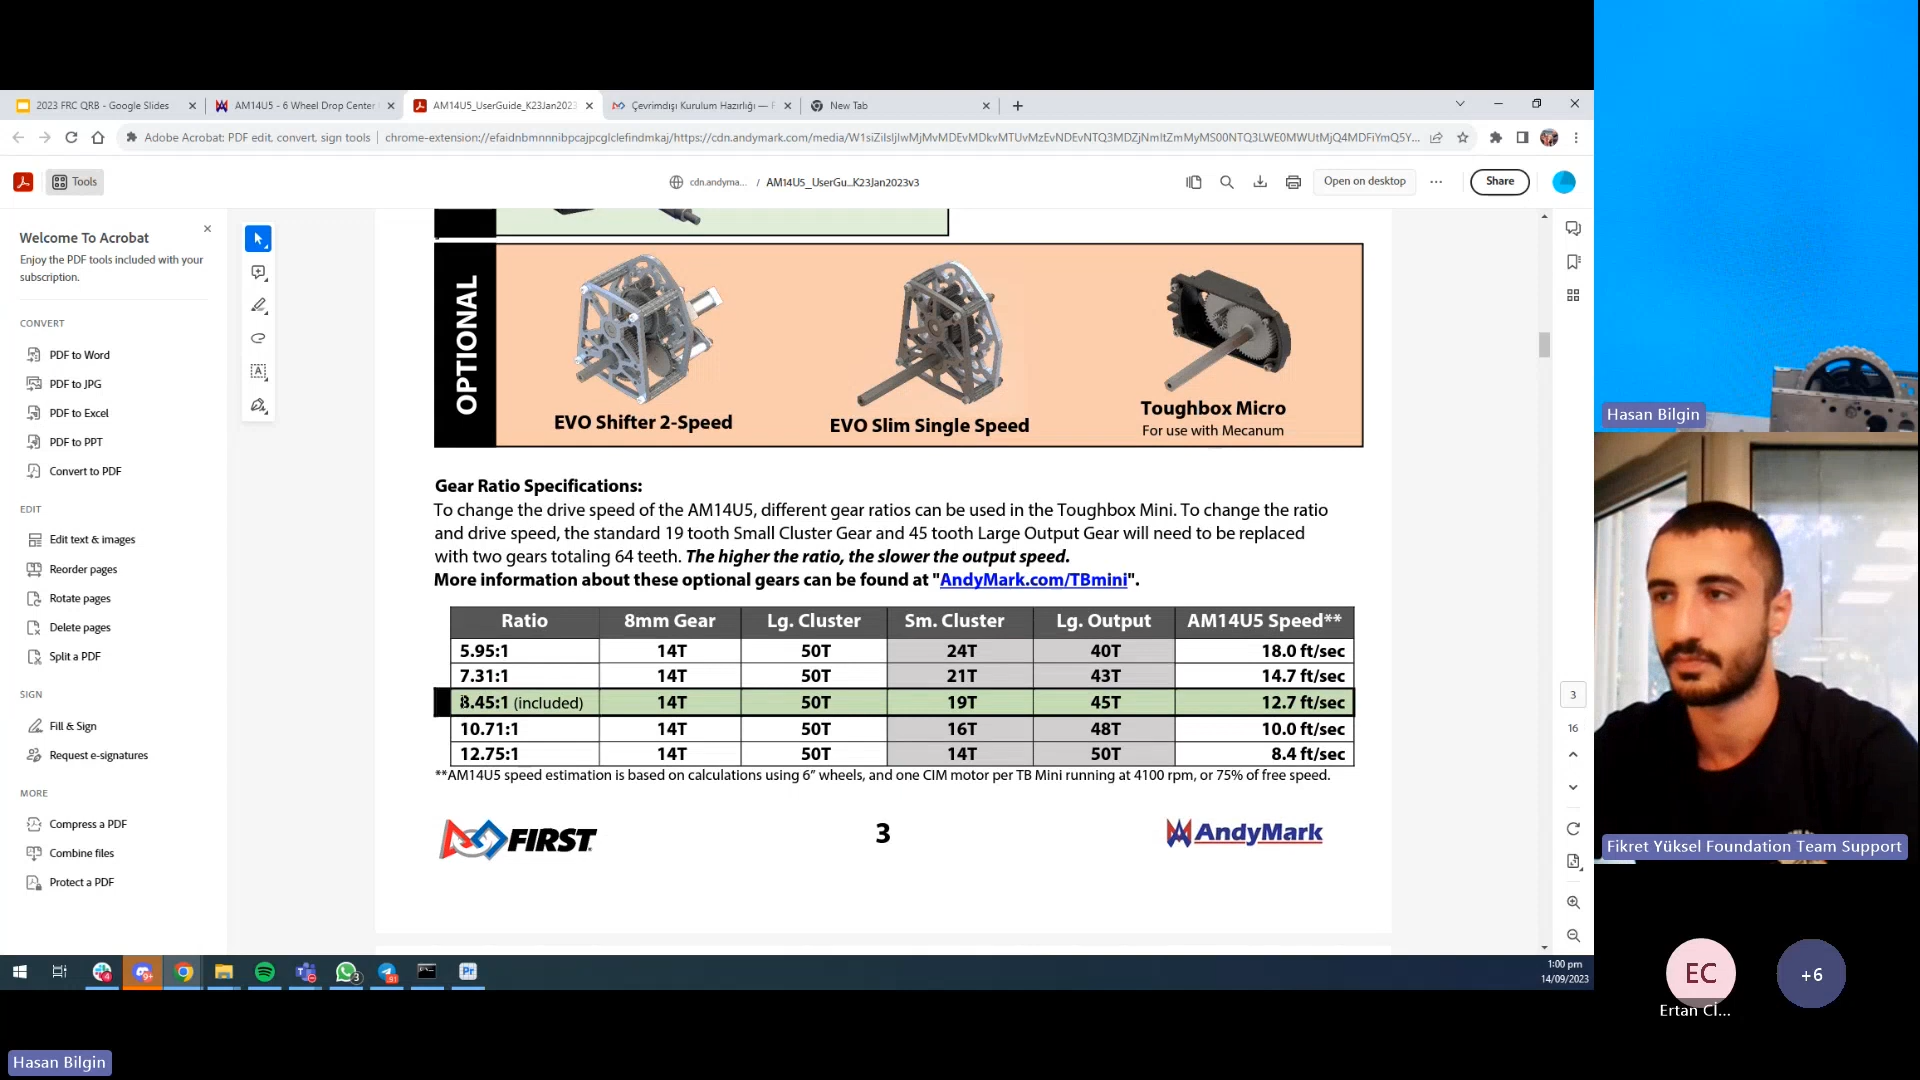 2023 FRC QRB - Google Slides
AM14U5 - 6 Wheel Drop Center
AM14U5_UserGuide_K23Jan2023
Çevrimdışı Kurulum Hazırlığı — F
New Tab
Adobe Acrobat: PDF edit, convert, sign tools
Tools
cdn.andyma... / AM14U5_UserGu...K23Jan2023v3
Open on desktop
Share
Welcome To Acrobat
Enjoy the PDF tools included with your
subscription.
CONVERT
PDF to Word
PDF to JPG
PDF to Excel
PDF to PPT
Convert to PDF
EDIT
Edit text & images
Reorder pages
Rotate pages
Delete pages
Split a PDF
SIGN
Fill & Sign
Request e-signatures
MORE
Compress a PDF
Combine files
Protect a PDF
OPTIONAL
EVO Shifter 2-Speed
EVO Slim Single Speed
Toughbox Micro
For use with Mecanum
Gear Ratio Specifications:
To change the drive speed of the AM14U5, different gear ratios can be used in the Toughbox Mini. To change the ratio
and drive speed, the standard 19 tooth Small Cluster Gear and 45 tooth Large Output Gear will need to be replaced
with two gears totaling 64 teeth. The higher the ratio, the slower the output speed.
More information about these optional gears can be found at "AndyMark.com/TBmini".
Ratio 8mm Gear Lg. Cluster Sm. Cluster Lg. Output AM14U5 Speed**
5.95:1 14T 50T 24T 40T 18.0 ft/sec
7.31:1 14T 50T 21T 43T 14.7 ft/sec
8.45:1 (included) 14T 50T 19T 45T 12.7 ft/sec
10.71:1 14T 50T 16T 48T 10.0 ft/sec
12.75:1 14T 50T 14T 50T 8.4 ft/sec
**AM14U5 speed estimation is based on calculations using 6” wheels, and one CIM motor per TB Mini running at 4100 rpm, or 75% of free speed.
FIRST
3
AndyMark
3
16
1:00 pm
14/09/2023
Hasan Bilgin
Fikret Yüksel Foundation Team Support
EC
Ertan Cİ...
+6
Hasan Bilgin